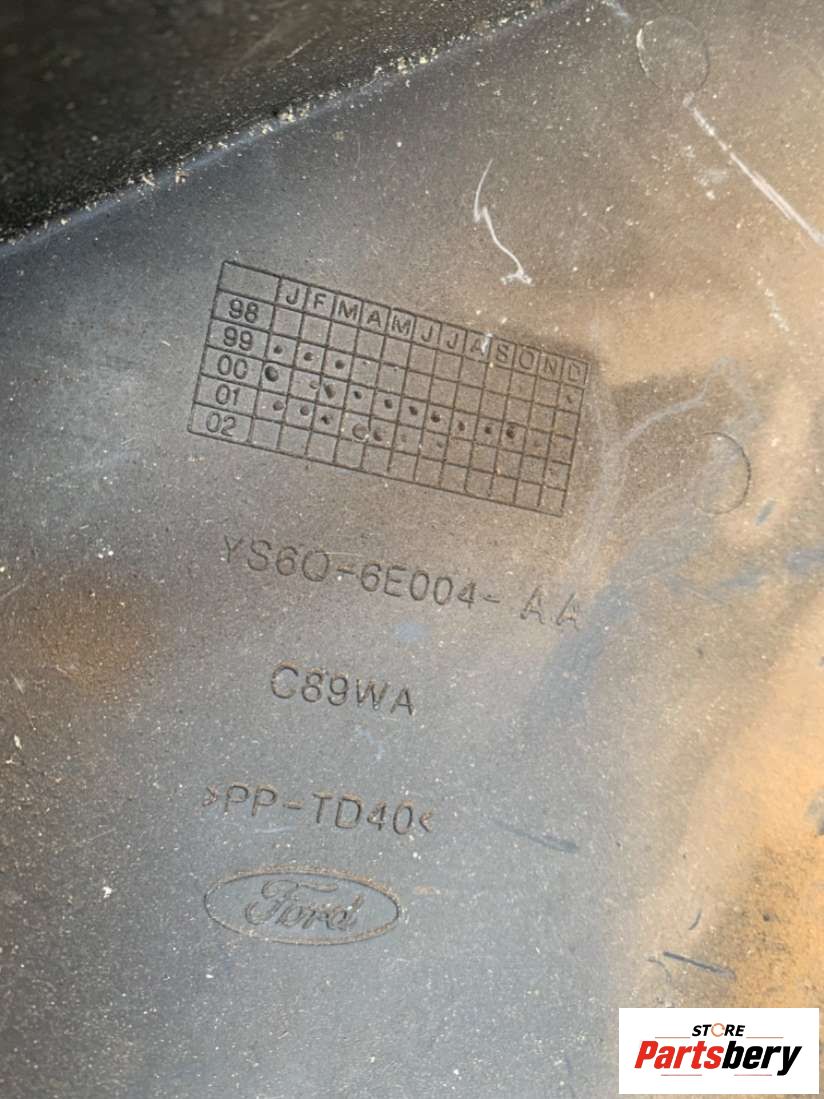 J F M A M J J A S O N D
98
99
00
01
02
YS6Q-6E004-AA
C89WA
>PP-TD40<
Ford
STORE
Partsbery